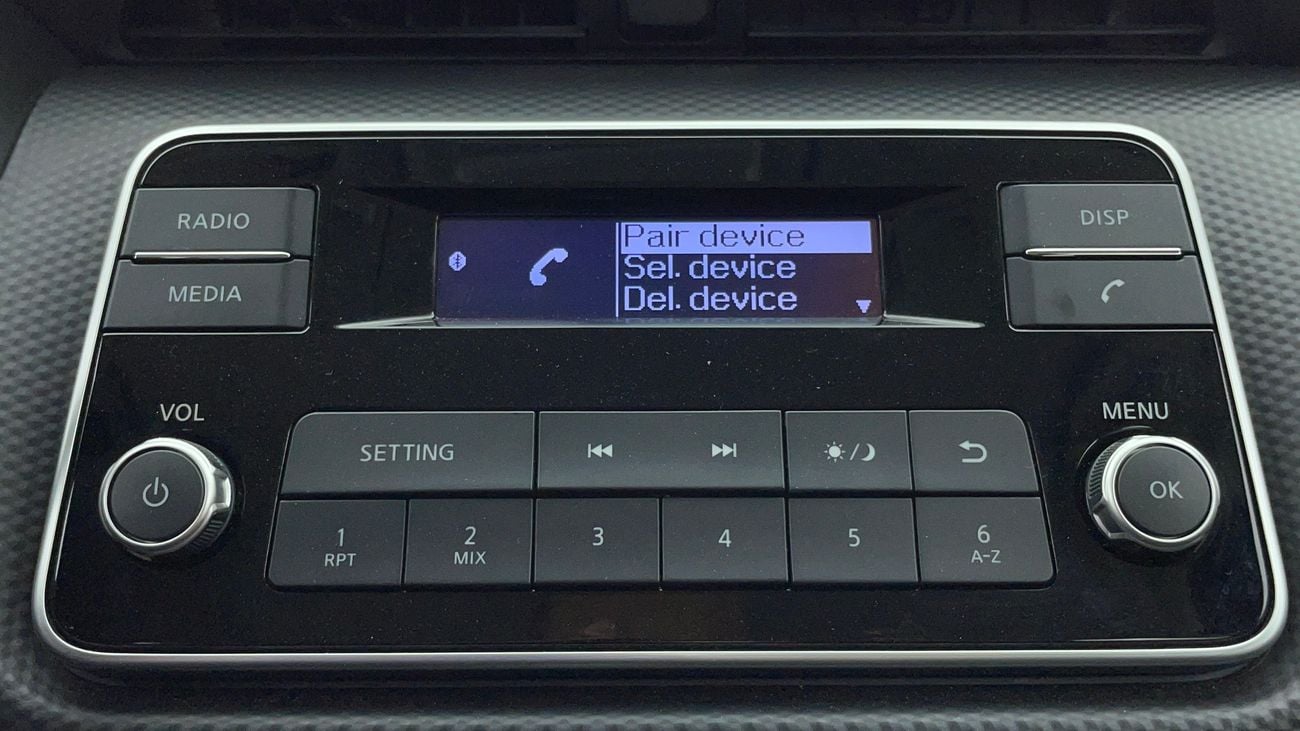 RADIO
DISP
Pair device
Sel. device
Del. device
MEDIA
VOL
MENU
SETTING
OK
1
RPT
2
MIX
3
4
5
6
A-Z